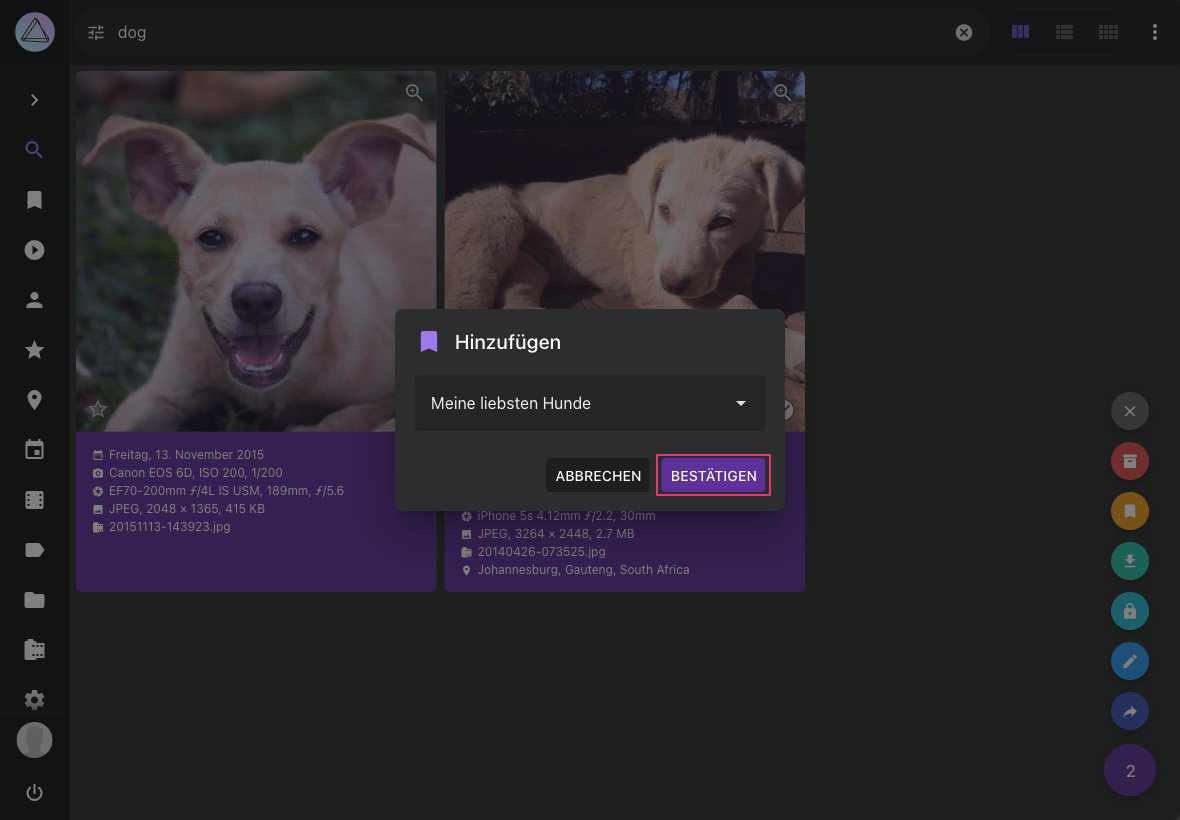 dog
Hinzufügen
Meine liebsten Hunde
ABBRECHEN
BESTÄTIGEN
Freitag, 13. November 2015
Canon EOS 6D, ISO 200, 1/200
EF70-200mm ƒ/4L IS USM, 189mm, ƒ/5.6
JPEG, 2048 × 1365, 415 KB
20151113-143923.jpg
iPhone 5s 4.12mm ƒ/2.2, 30mm
JPEG, 3264 × 2448, 2.7 MB
20140426-073525.jpg
Johannesburg, Gauteng, South Africa
2